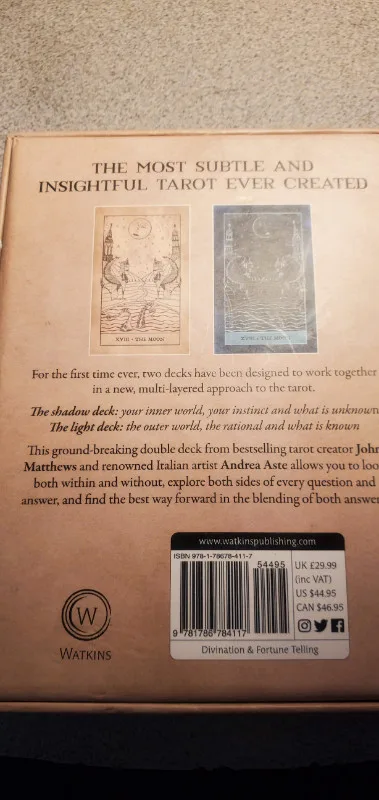 THE MOST SUBTLE AND
INSIGHTFUL TAROT EVER CREATED
XVIII • THE MOON
XVIII • THE MOON
For the first time ever, two decks have been designed to work together
in a new, multi-layered approach to the tarot.
The shadow deck: your inner world, your instinct and what is unknown
The light deck: the outer world, the rational and what is known
This ground-breaking double deck from bestselling tarot creator John
Matthews and renowned Italian artist Andrea Aste allows you to loo
both within and without, explore both sides of every question and
answer, and find the best way forward in the blending of both answer
www.watkinspublishing.com
ISBN 978-1-78678-411-7
54495
9 781786 784117
UK £29.99
(inc VAT)
US $44.95
CAN $46.95
Divination & Fortune Telling
W
WATKINS